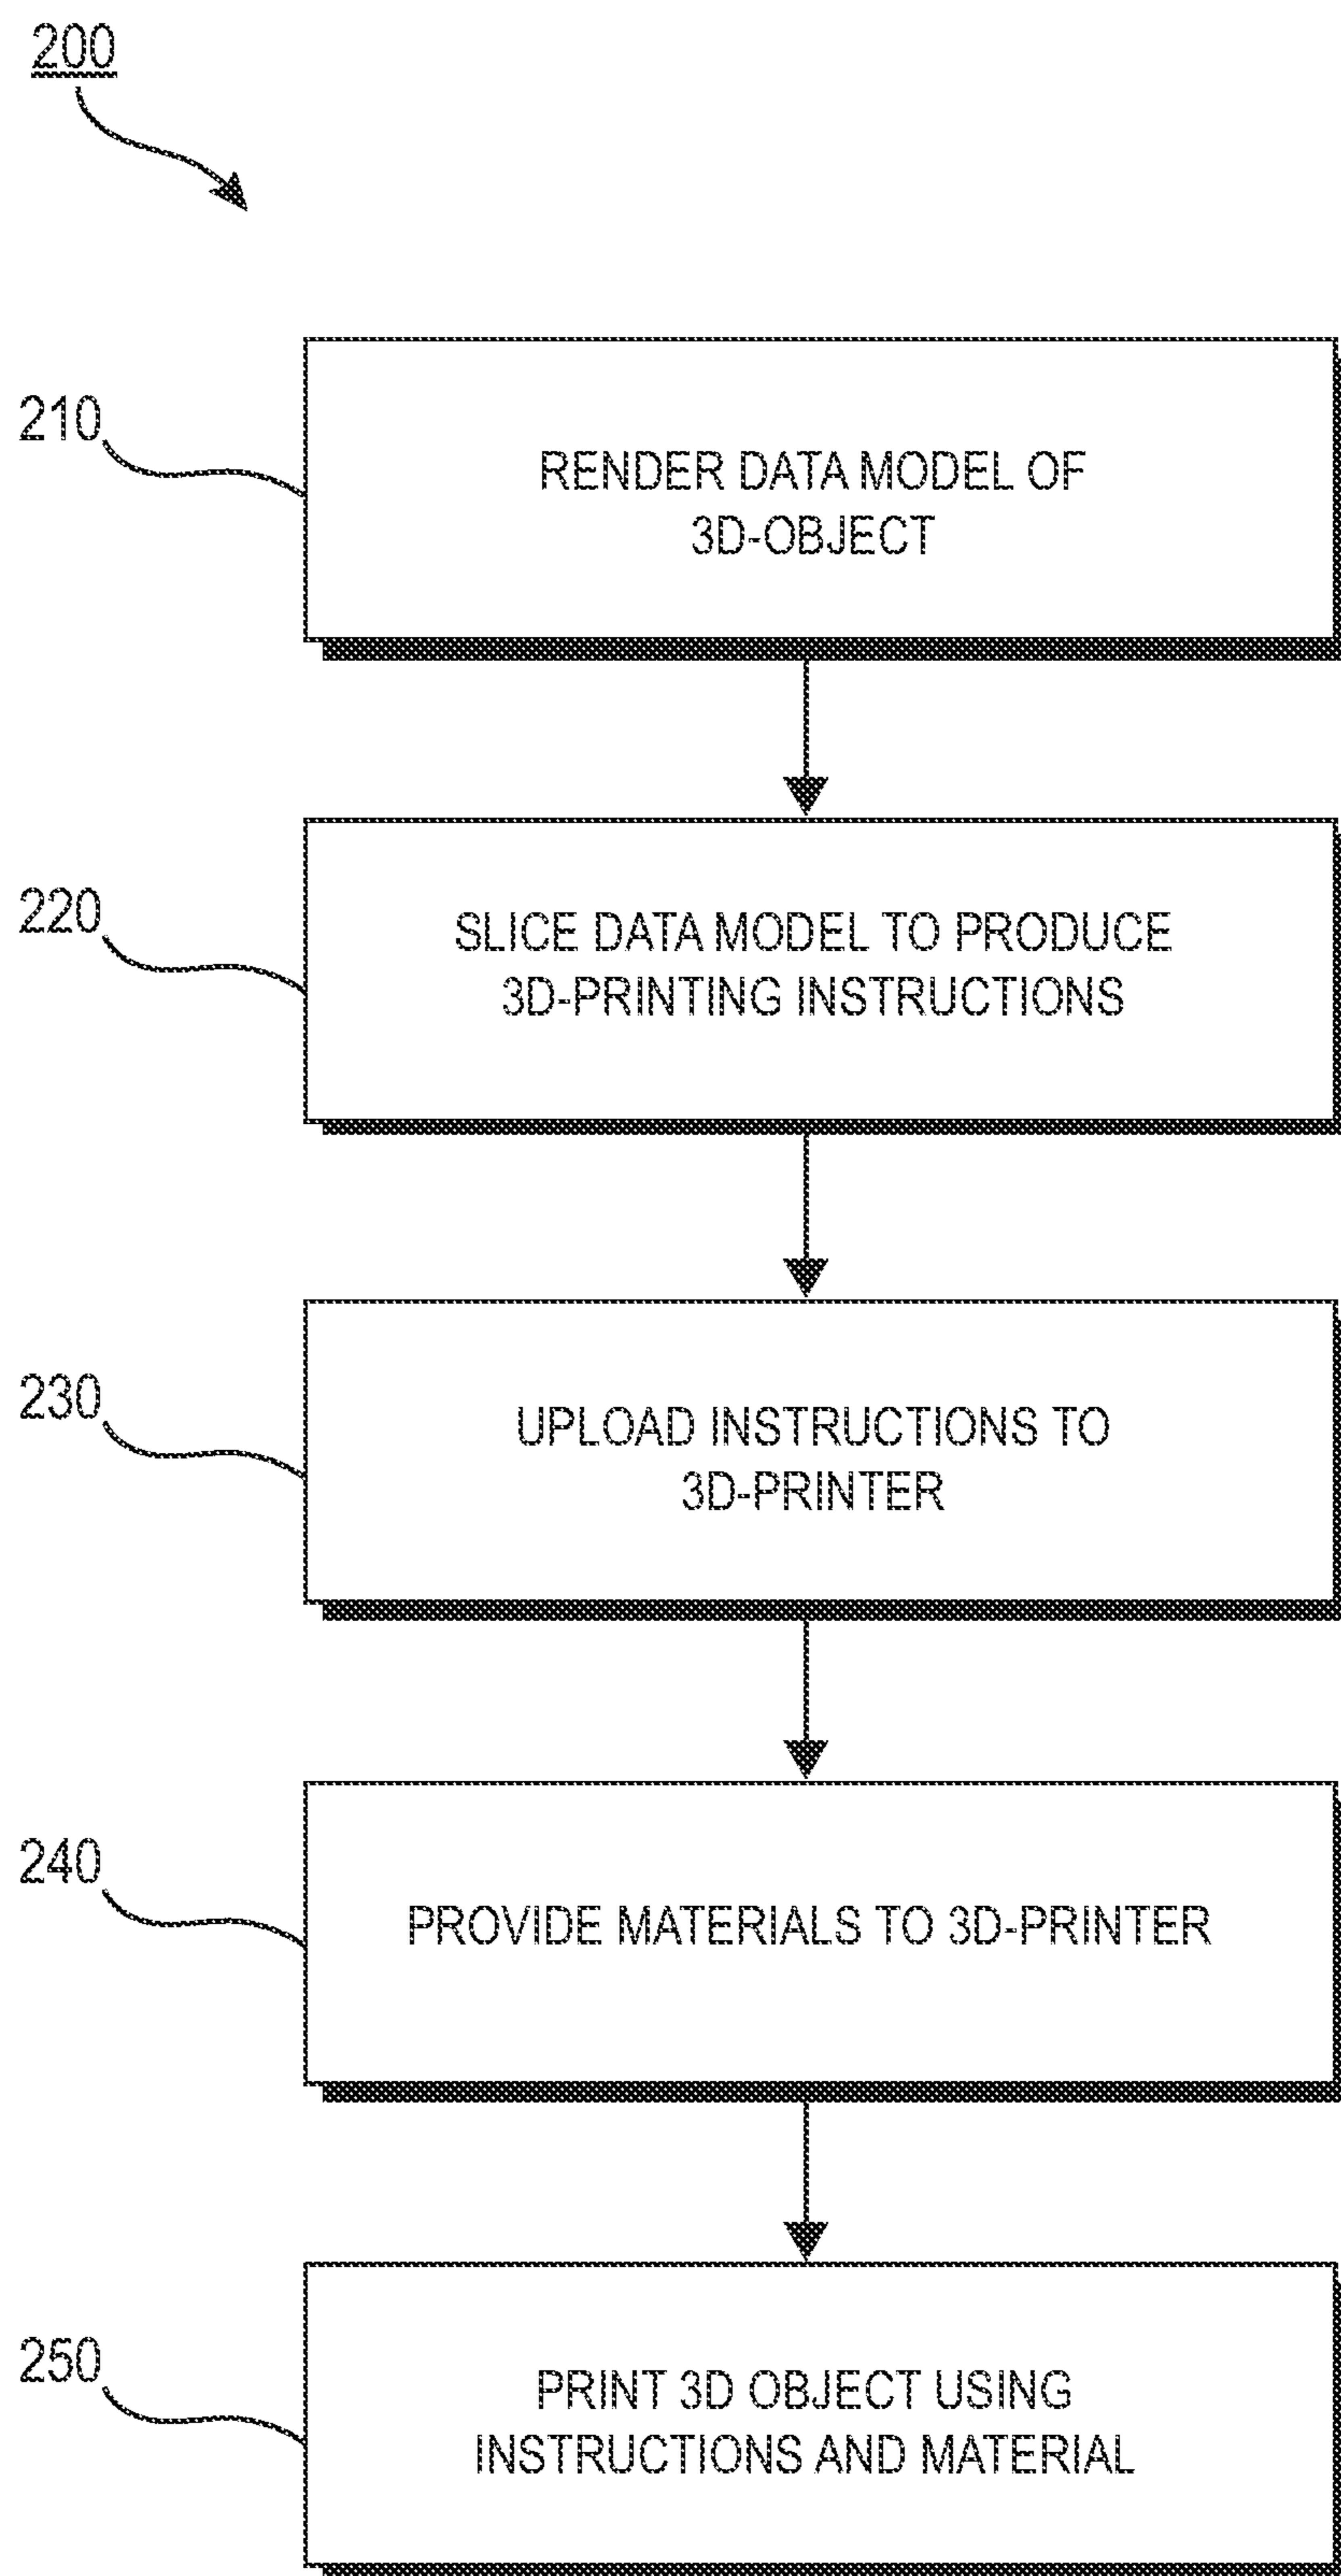 200
210
RENDER DATA MODEL OF
3D-OBJECT
220
SLICE DATA MODEL TO PRODUCE
3D-PRINTING INSTRUCTIONS
230
UPLOAD INSTRUCTIONS TO
3D-PRINTER
240
PROVIDE MATERIALS TO 3D-PRINTER
250
PRINT 3D OBJECT USING
INSTRUCTIONS AND MATERIAL